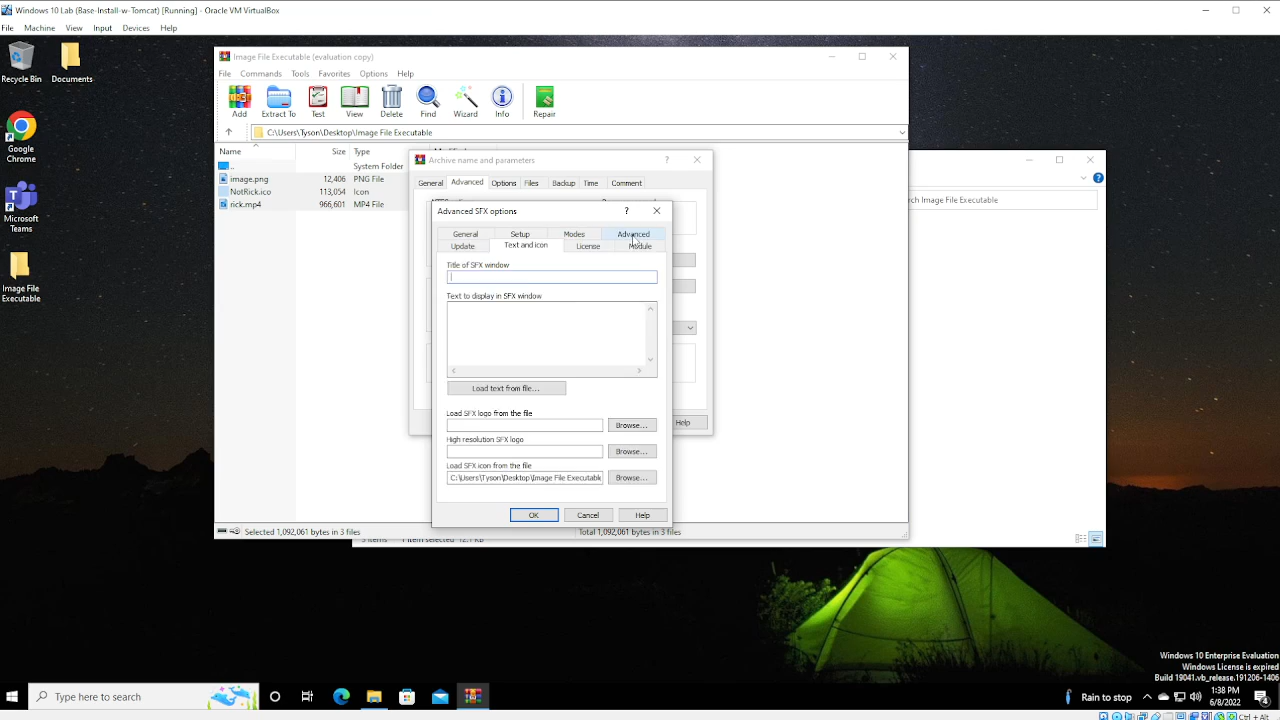 Windows 10 Lab (Base-Install-w-Tomcat) [Running] - Oracle VM VirtualBox
File Machine View Input Devices Help
Recycle Bin
Documents
Google Chrome
Microsoft Teams
Image File Executable
Image File Executable (evaluation copy)
File Commands Tools Favorites Options Help
Add Extract To Test View Delete Find Wizard Info Repair
C:\Users\Tyson\Desktop\Image File Executable
Name Size Type
.. System Folder
image.png 12,406 PNG File
NotRick.ico 113,054 Icon
rick.mp4 966,601 MP4 File
Archive name and parameters ?
General Advanced Options Files Backup Time Comment
Help
Image File Executable
Advanced SFX options ?
General Setup Modes Advanced
Update Text and icon License Module
Title of SFX window
Text to display in SFX window
Load text from file...
Load SFX logo from the file
Browse...
High resolution SFX logo
Browse...
Load SFX icon from the file
C:\Users\Tyson\Desktop\Image File Executable Browse...
OK Cancel Help
Selected 1,092,061 bytes in 3 files Total 1,092,061 bytes in 3 files
Windows 10 Enterprise Evaluation
Windows License is expired
Build 19041.vb_release.191206-1406
Type here to search
Rain to stop
1:38 PM
6/8/2022
4
Ctrl + Alt